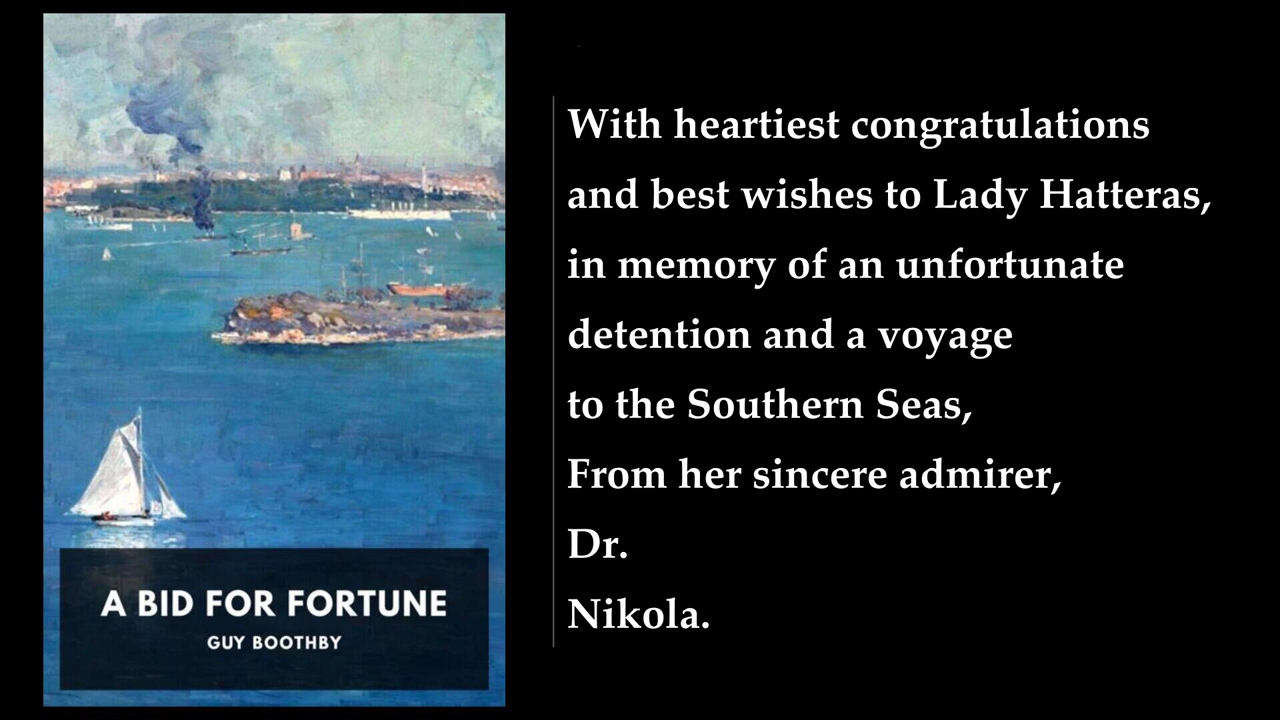 A BID FOR FORTUNE
GUY BOOTHBY
With heartiest congratulations
and best wishes to Lady Hatteras,
in memory of an unfortunate
detention and a voyage
to the Southern Seas,
From her sincere admirer,
Dr.
Nikola.